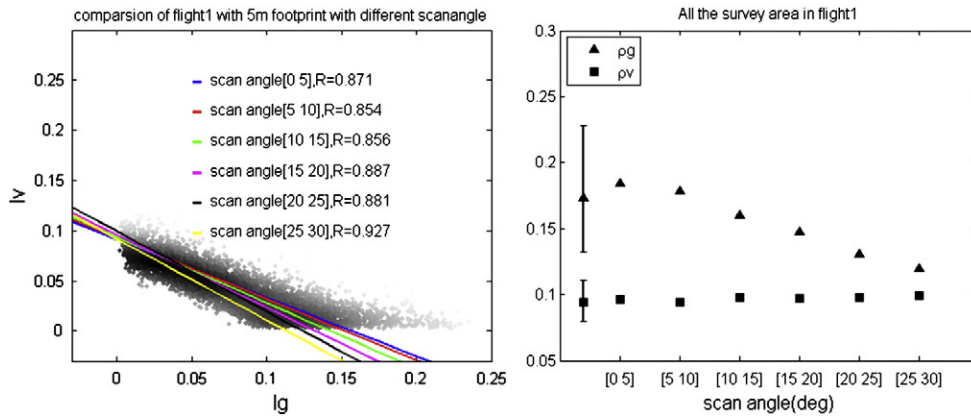 comparsion of flight1 with 5m footprint with different scanangle
0.25
0.2
0.15
0.1
0.05
0
Iv
scan angle[0 5],R=0.871
scan angle[5 10],R=0.854
scan angle[10 15],R=0.856
scan angle[15 20],R=0.887
scan angle[20 25],R=0.881
scan angle[25 30],R=0.927
0 0.05 0.1 0.15 0.2 0.25
Ig
All the survey area in flight1
0.3
0.25
0.2
0.15
0.1
0.05
ρg
ρv
[0 5] [5 10] [10 15] [15 20] [20 25] [25 30]
scan angle(deg)